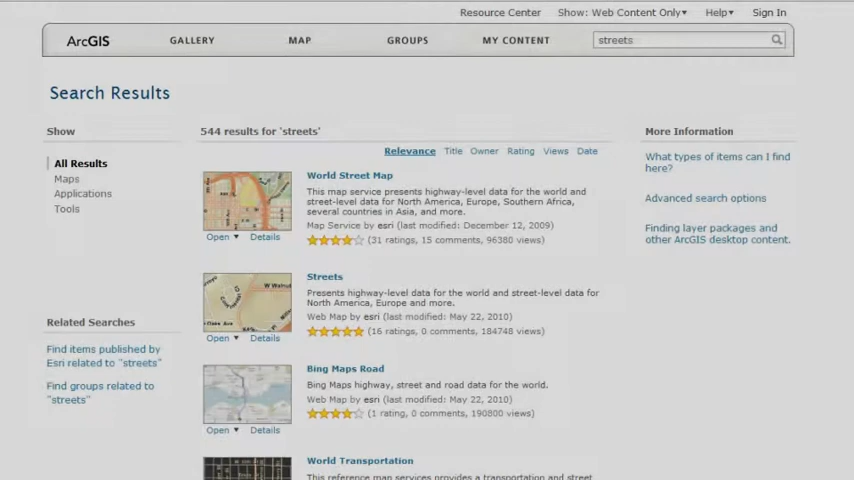 Resource Center Show: Web Content Only▾ Help▾ Sign In
ArcGIS GALLERY MAP GROUPS MY CONTENT streets
Search Results
Show
All Results
Maps
Applications
Tools
Related Searches
Find items published by
Esri related to "streets"
Find groups related to
"streets"
544 results for 'streets'
Relevance Title Owner Rating Views Date
World Street Map
This map service presents highway-level data for the world and
street-level data for North America, Europe, Southern Africa,
several countries in Asia, and more.
Map Service by esri (last modified: December 12, 2009)
(31 ratings, 15 comments, 96380 views)
Open ▾ Details
Streets
Presents highway-level data for the world and street-level data for
North America, Europe and more.
Web Map by esri (last modified: May 22, 2010)
(16 ratings, 0 comments, 184748 views)
W Walnut
Open ▾ Details
Bing Maps Road
Bing Maps highway, street and road data for the world.
Web Map by esri (last modified: May 22, 2010)
(1 rating, 0 comments, 190800 views)
Open ▾ Details
World Transportation
This reference map services provides a transportation and street
More Information
What types of items can I find
here?
Advanced search options
Finding layer packages and
other ArcGIS desktop content.